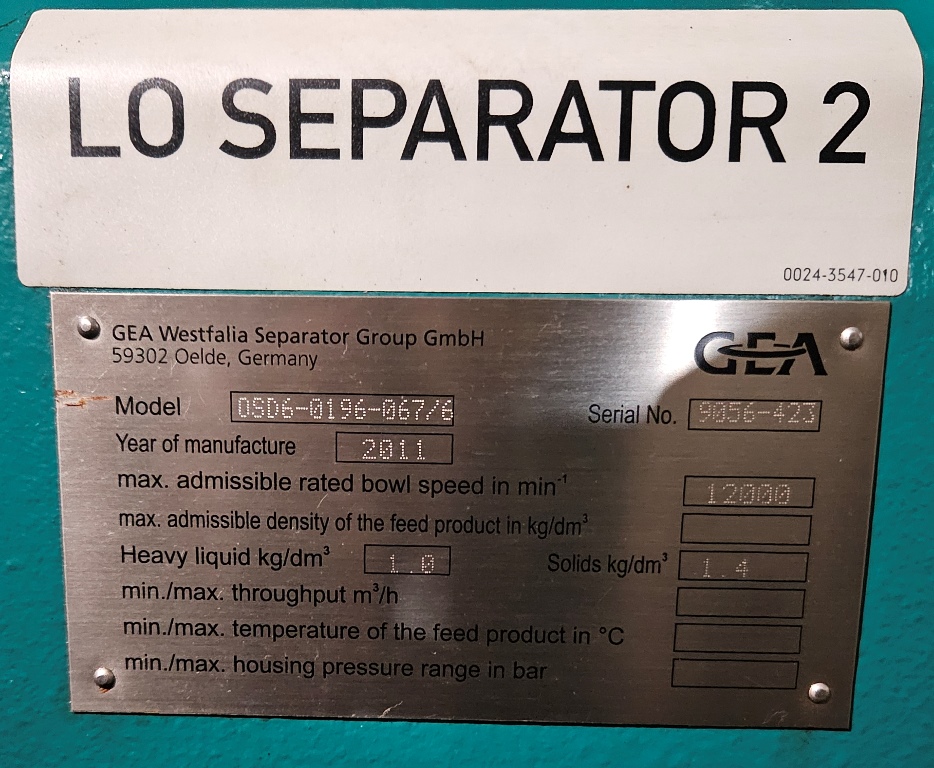 LO SEPARATOR 2
0024-3547-010
GEA Westfalia Separator Group GmbH
59302 Oelde, Germany
GEA
Model OSD6-0196-067/6 Serial No. 9056-423
Year of manufacture 2011
max. admissible rated bowl speed in min⁻¹ 12000
max. admissible density of the feed product in kg/dm³
Heavy liquid kg/dm³ 1.0 Solids kg/dm³ 1.4
min./max. throughput m³/h
min./max. temperature of the feed product in °C
min./max. housing pressure range in bar